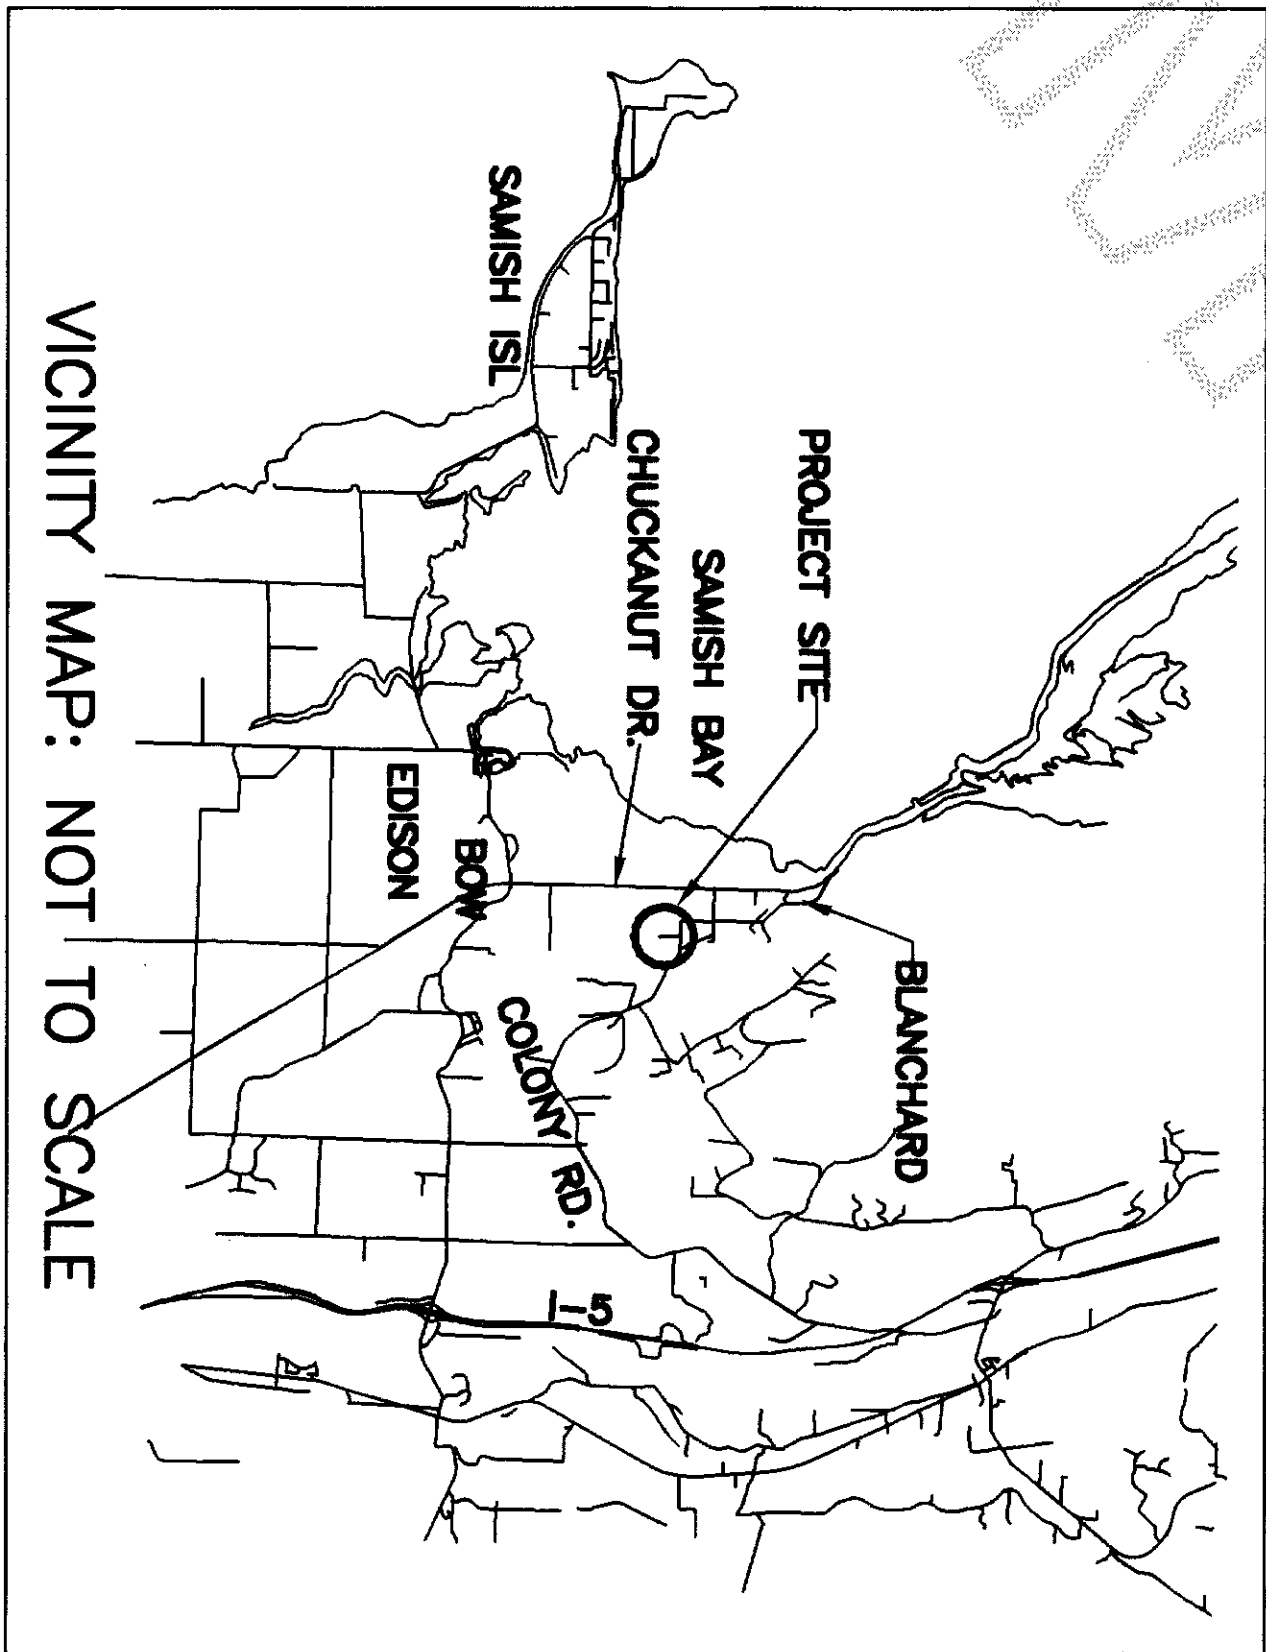 PROJECT SITE
BLANCHARD
SAMISH BAY
CHUCKANUT DR.
SAMISH ISL
COLONY RD.
I-5
BOW
EDISON
VICINITY MAP: NOT TO SCALE